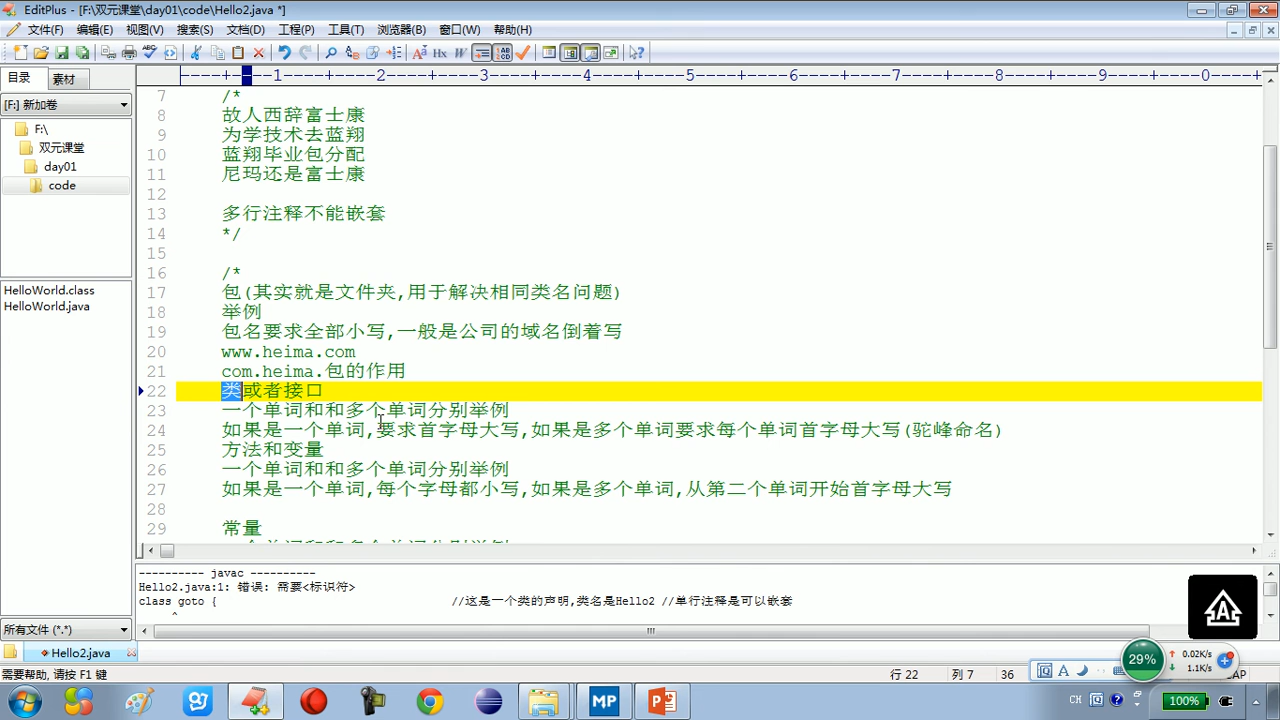 EditPlus - [F:\双元课堂\day01\code\Hello2.java *]
文件(F) 编辑(E) 视图(V) 搜索(S) 文档(D) 工程(P) 工具(T) 浏览器(B) 窗口(W) 帮助(H)
目录 素材
[F:] 新加卷
F:\
双元课堂
day01
code
HelloWorld.class
HelloWorld.java
所有文件 (*.*)
----+----1----+----2----+----3----+----4----+----5----+----6----+----7----+----8----+----9----+----0----+
7 /*
8 故人西辞富士康
9 为学技术去蓝翔
10 蓝翔毕业包分配
11 尼玛还是富士康
12
13 多行注释不能嵌套
14 */
15
16 /*
17 包(其实就是文件夹,用于解决相同类名问题)
18 举例
19 包名要求全部小写,一般是公司的域名倒着写
20 www.heima.com
21 com.heima.包的作用
22 类或者接口
23 一个单词和和多个单词分别举例
24 如果是一个单词,要求首字母大写,如果是多个单词要求每个单词首字母大写(驼峰命名)
25 方法和变量
26 一个单词和和多个单词分别举例
27 如果是一个单词,每个字母都小写,如果是多个单词,从第二个单词开始首字母大写
28
29 常量
---------- javac ----------
Hello2.java:1: 错误: 需要<标识符>
class goto { //这是一个类的声明,类名是Hello2 //单行注释是可以嵌套
^
Hello2.java
需要帮助, 请按 F1 键
行 22 列 7 36
29%
0.02K/s
1.1K/s
CH
100%